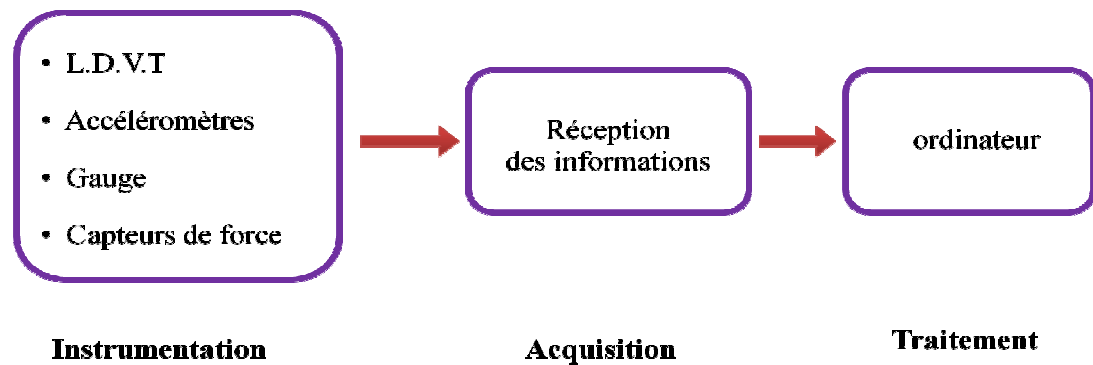 • L.D.V.T
• Accéléromètres
• Gauge
• Capteurs de force
Réception
des informations
ordinateur
Instrumentation
Acquisition
Traitement